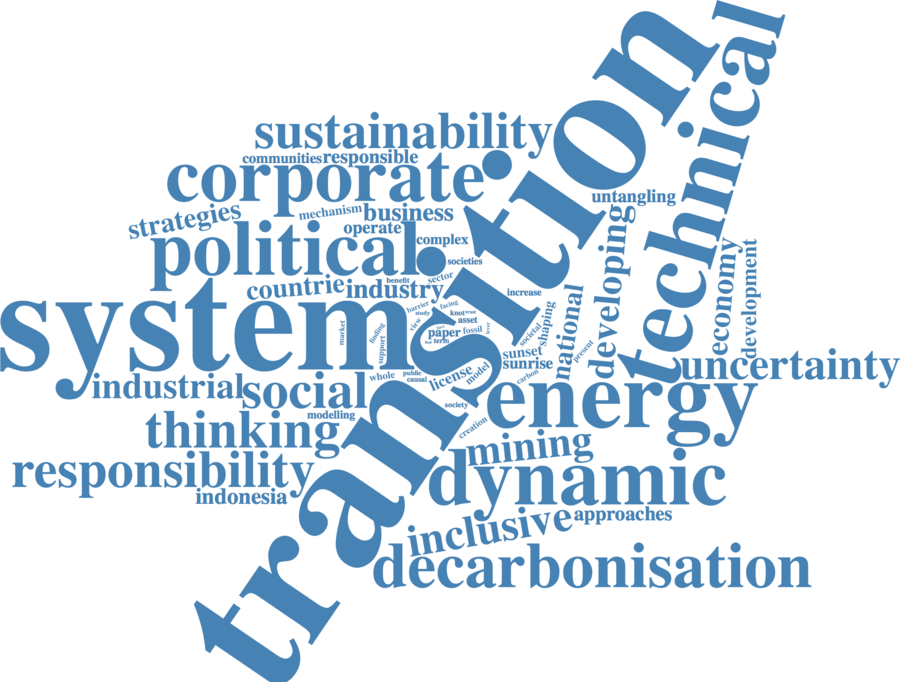 transition
technical
sustainability
communities
responsible
corporate
untangling
strategies
mechanism
business
operate
political
complex
societies
developing
economy
development
countrie
industry
benefit
sector
system
increase
national
shaping
barrier
facing
study
knot
asset
view
market
finding
support
paper
fossil
term
lever
societal
present
sunset
sunrise
carbon
uncertainty
industrial
social
whole
public
causal
license
model
energy
modelling
society
creation
thinking
mining
responsibility
dynamic
indonesia
inclusive
approaches
decarbonisation